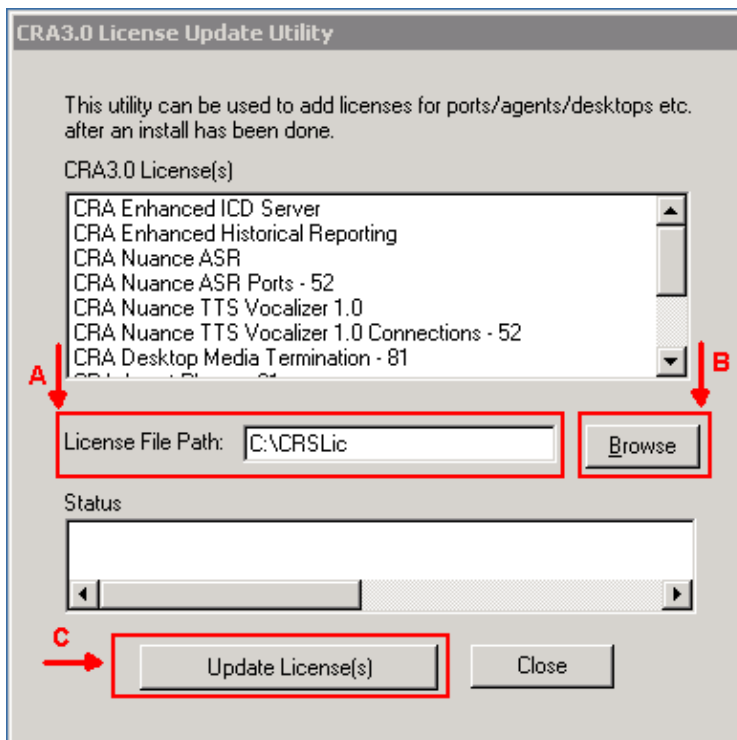 CRA3.0 License Update Utility
This utility can be used to add licenses for ports/agents/desktops etc.
after an install has been done.
CRA3.0 License(s)
CRA Enhanced ICD Server
CRA Enhanced Historical Reporting
CRA Nuance ASR
CRA Nuance ASR Ports - 52
CRA Nuance TTS Vocalizer 1.0
CRA Nuance TTS Vocalizer 1.0 Connections - 52
CRA Desktop Media Termination - 81
A
B
License File Path: C:\CRSLic
Browse
Status
C
Update License(s)
Close